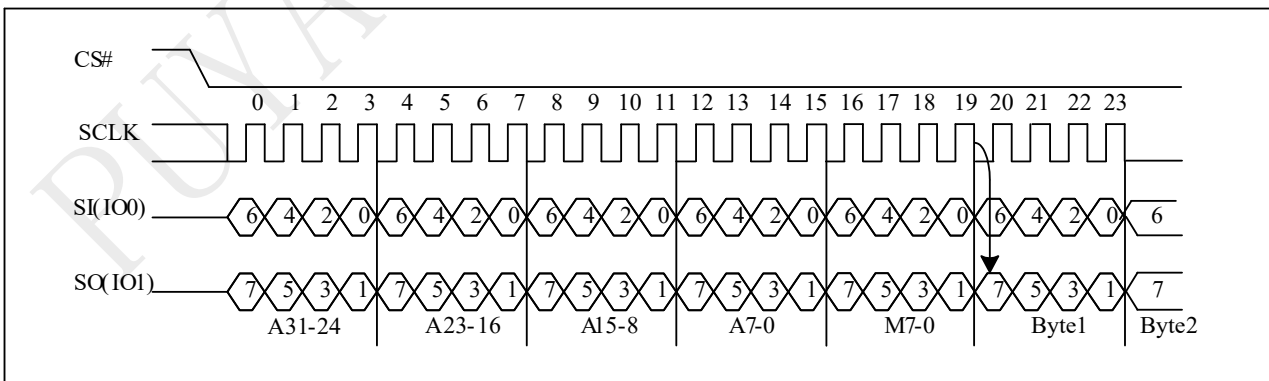 PUYA
CS#
0 1 2 3 4 5 6 7 8 9 10 11 12 13 14 15 16 17 18 19 20 21 22 23
SCLK
SI(IO0) 6 4 2 0 6 4 2 0 6 4 2 0 6 4 2 0 6 4 2 0 6 4 2 0 6
SO(IO1) 7 5 3 1 7 5 3 1 7 5 3 1 7 5 3 1 7 5 3 1 7 5 3 1 7
A31-24 A23-16 A15-8 A7-0 M7-0 Byte1 Byte2